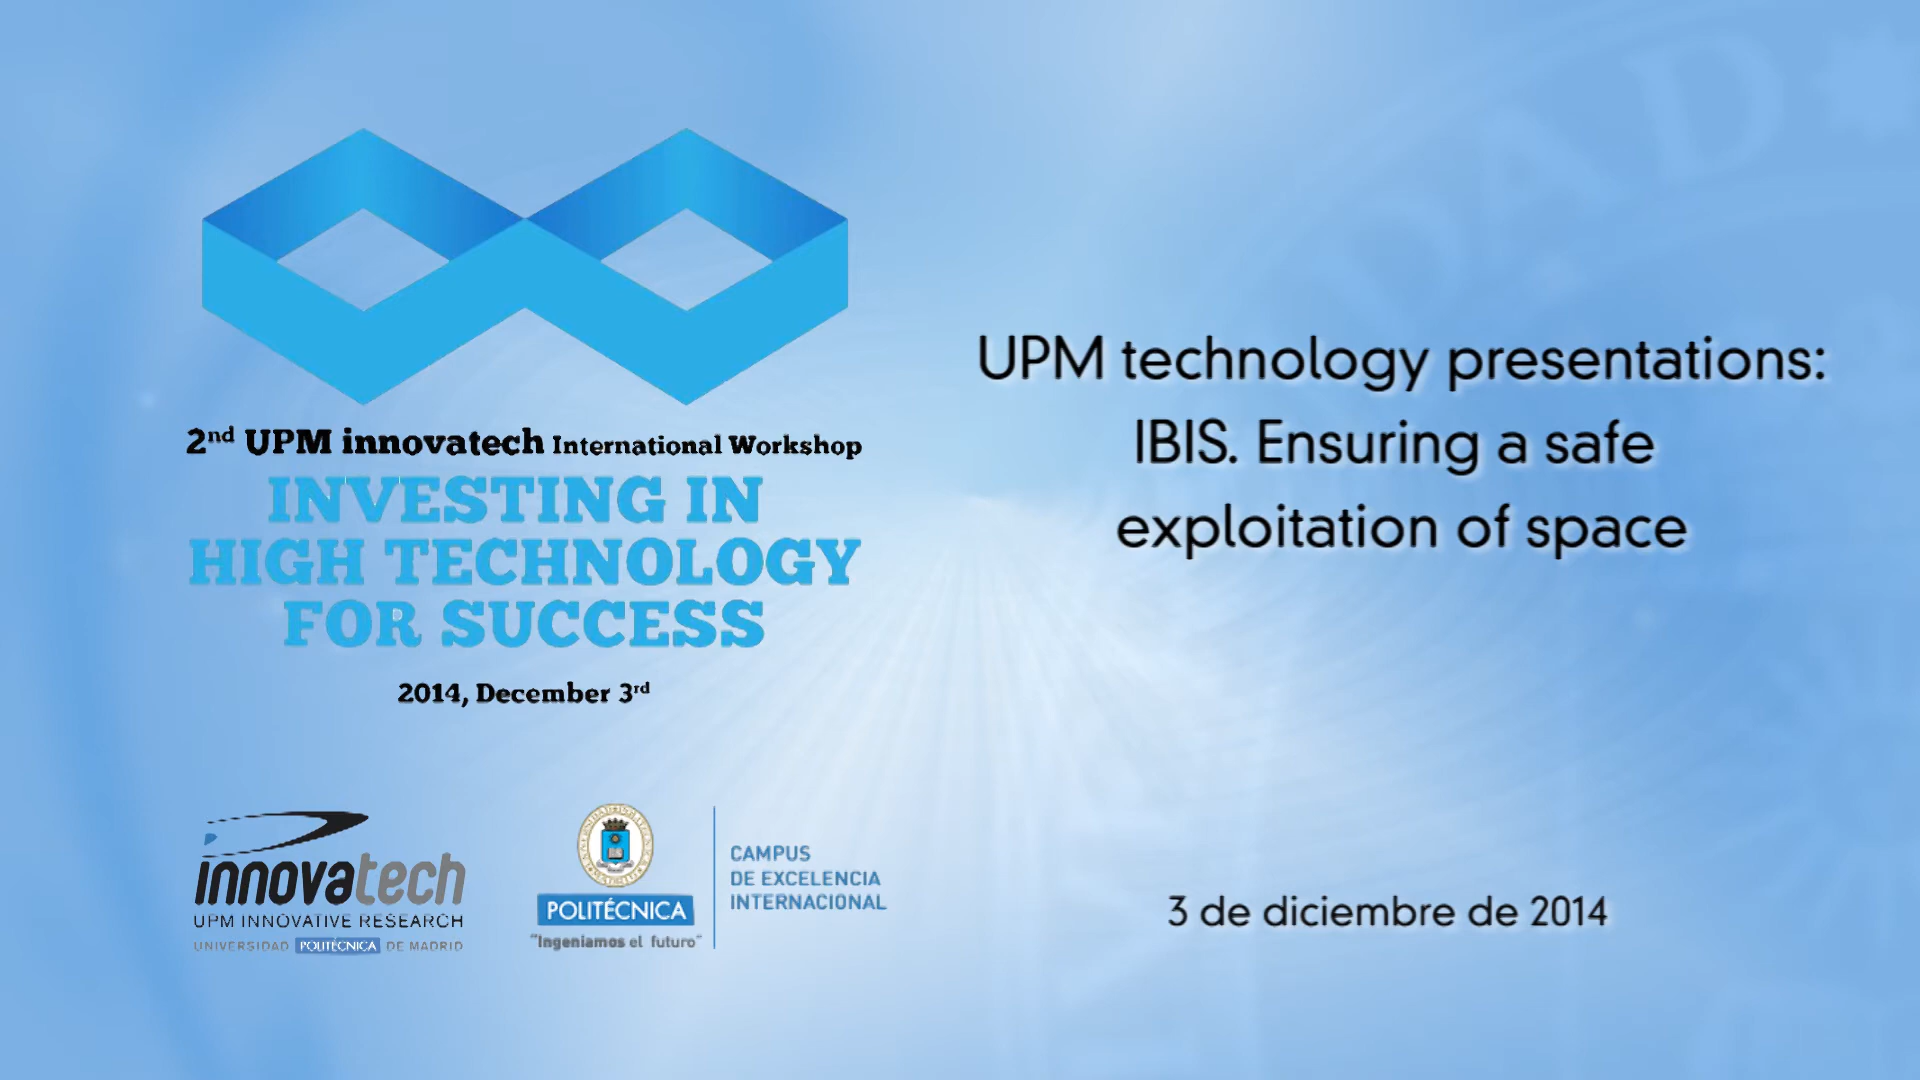 2nd UPM innovatech International Workshop
INVESTING IN
HIGH TECHNOLOGY
FOR SUCCESS
2014, December 3rd
UPM technology presentations:
IBIS. Ensuring a safe
exploitation of space
innovatech
UPM INNOVATIVE RESEARCH
UNIVERSIDAD POLITÉCNICA DE MADRID
POLITÉCNICA
"Ingeniamos el futuro"
CAMPUS
DE EXCELENCIA
INTERNACIONAL
3 de diciembre de 2014
DAD